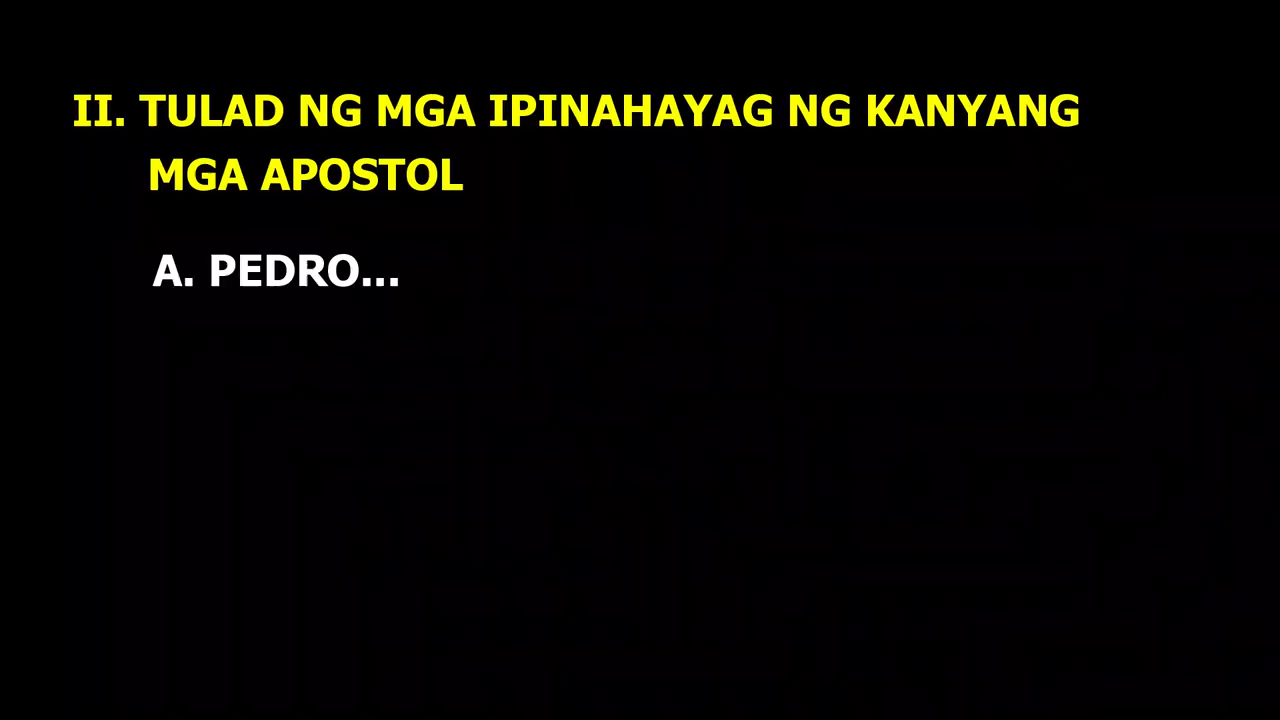 II. TULAD NG MGA IPINAHAYAG NG KANYANG
MGA APOSTOL
A. PEDRO...